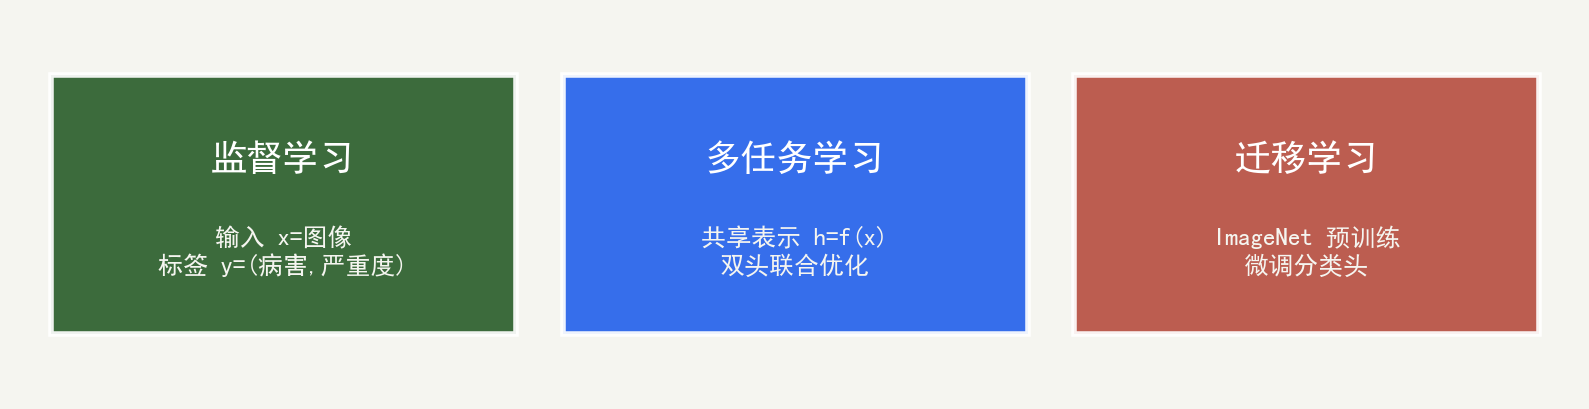 监督学习
输入 x=图像
标签 y=(病害,严重度)
多任务学习
共享表示 h=f(x)
双头联合优化
迁移学习
ImageNet 预训练
微调分类头